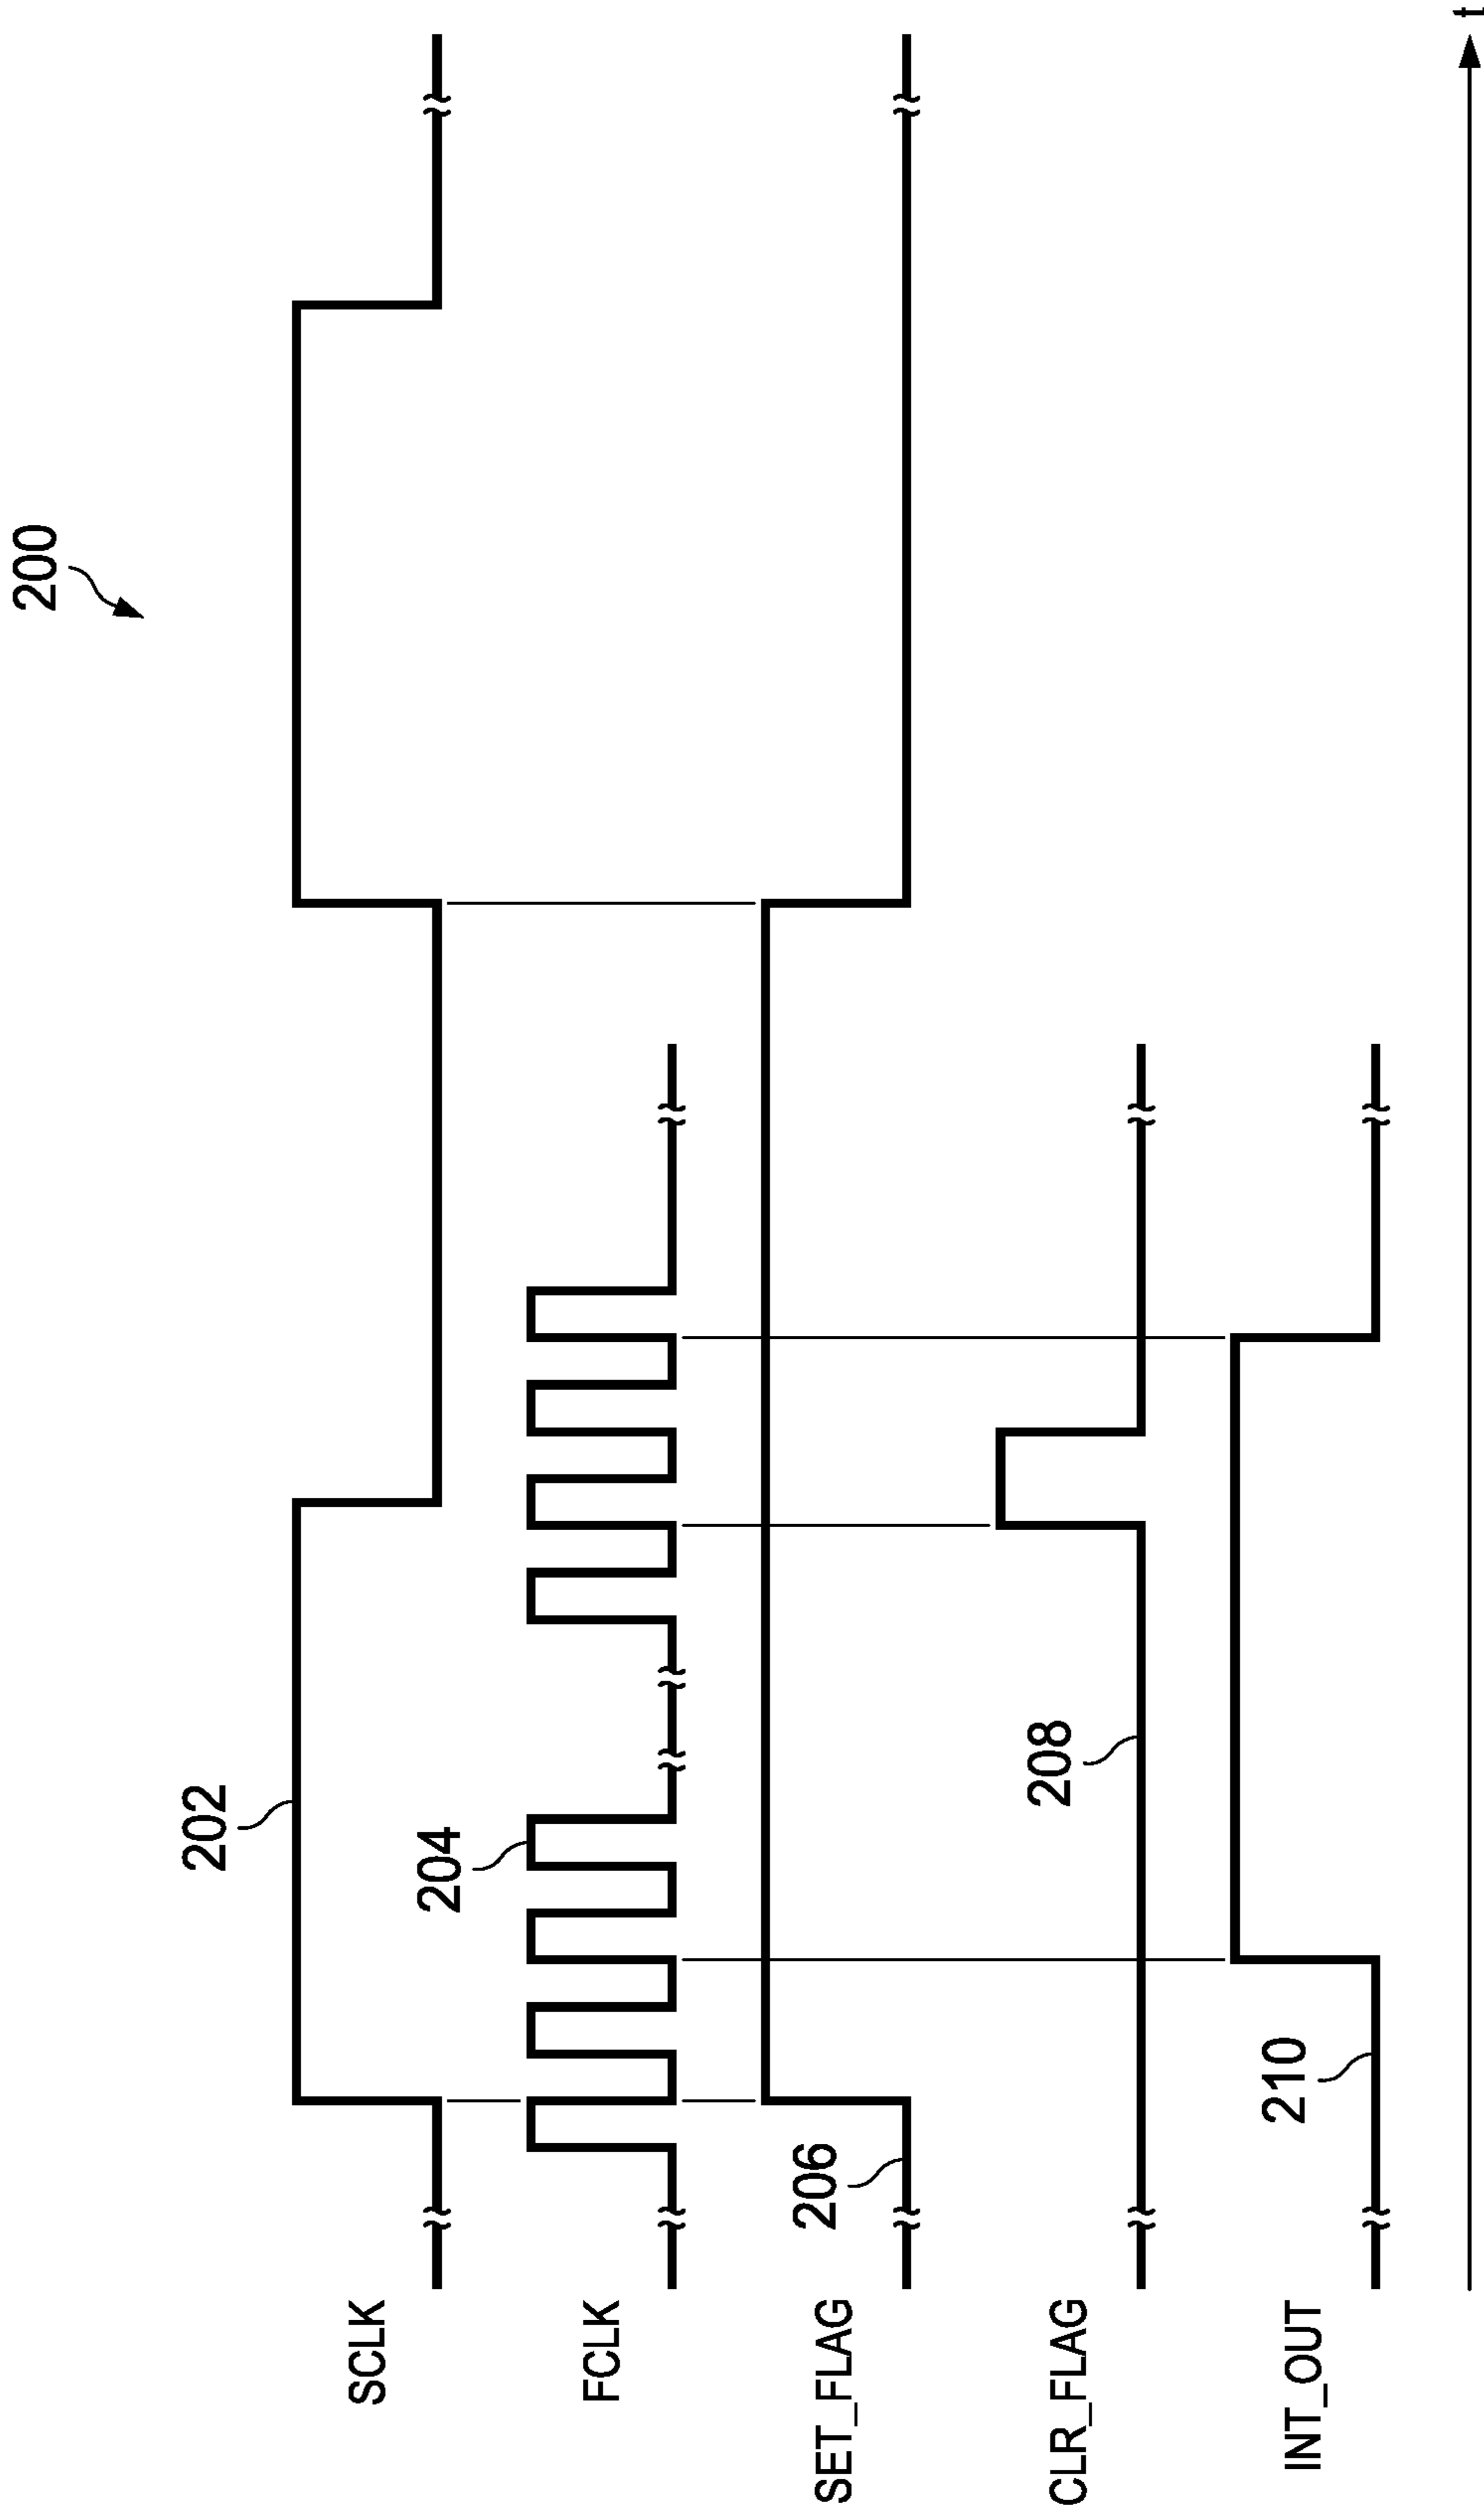 200
202
SCLK
204
FCLK
206
SET_FLAG
208
CLR_FLAG
210
INT_OUT
t